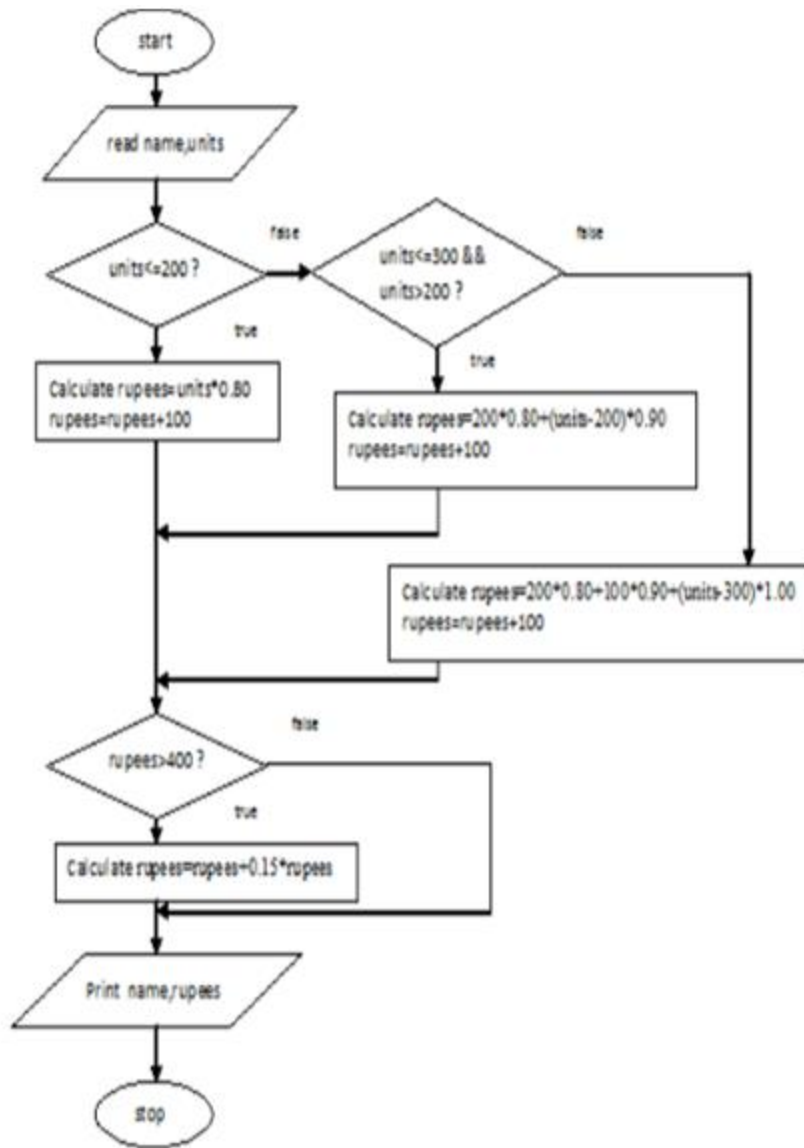 start
read name,units
units<=200 ?
false
units<=300 &&
units>200 ?
false
true
Calculate rupees=units*0.80
rupees=rupees+100
true
Calculate rupees=200*0.80+(units-200)*0.90
rupees=rupees+100
Calculate rupees=200*0.80+100*0.90+(units-300)*1.00
rupees=rupees+100
rupees>400 ?
false
true
Calculate rupees=rupees+0.15*rupees
Print name,rupees
stop